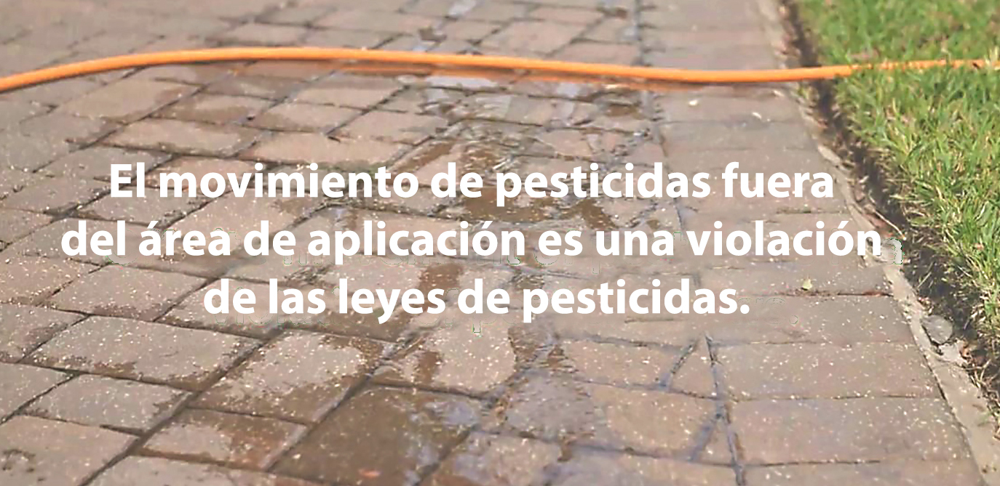 El movimiento de pesticidas fuera
del área de aplicación es una violación
de las leyes de pesticidas.